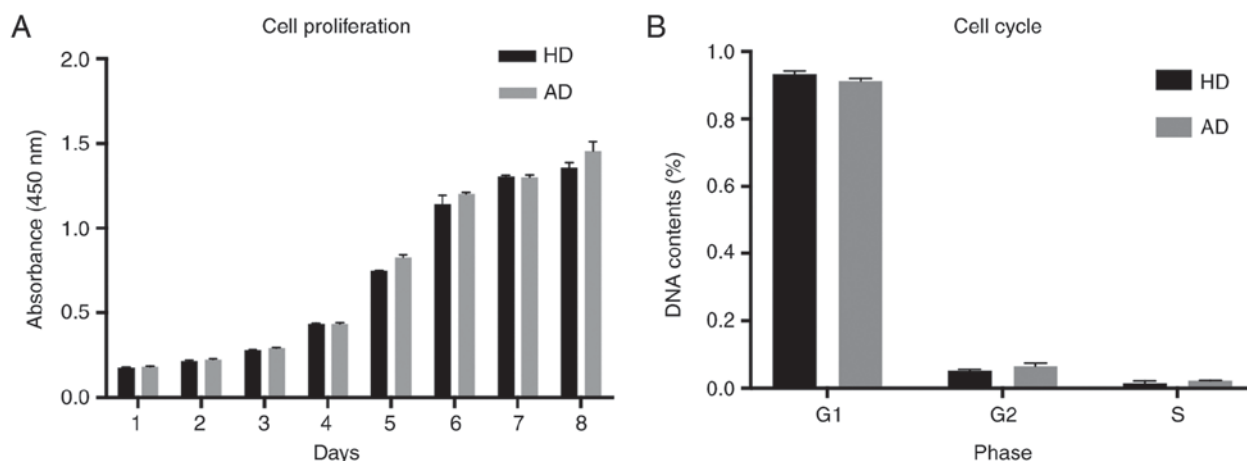 A
Cell proliferation
HD
AD
Absorbance (450 nm)
2.0
1.5
1.0
0.5
0.0
1 2 3 4 5 6 7 8
Days
B
Cell cycle
HD
AD
DNA contents (%)
1.0
0.8
0.6
0.4
0.2
0.0
G1 G2 S
Phase